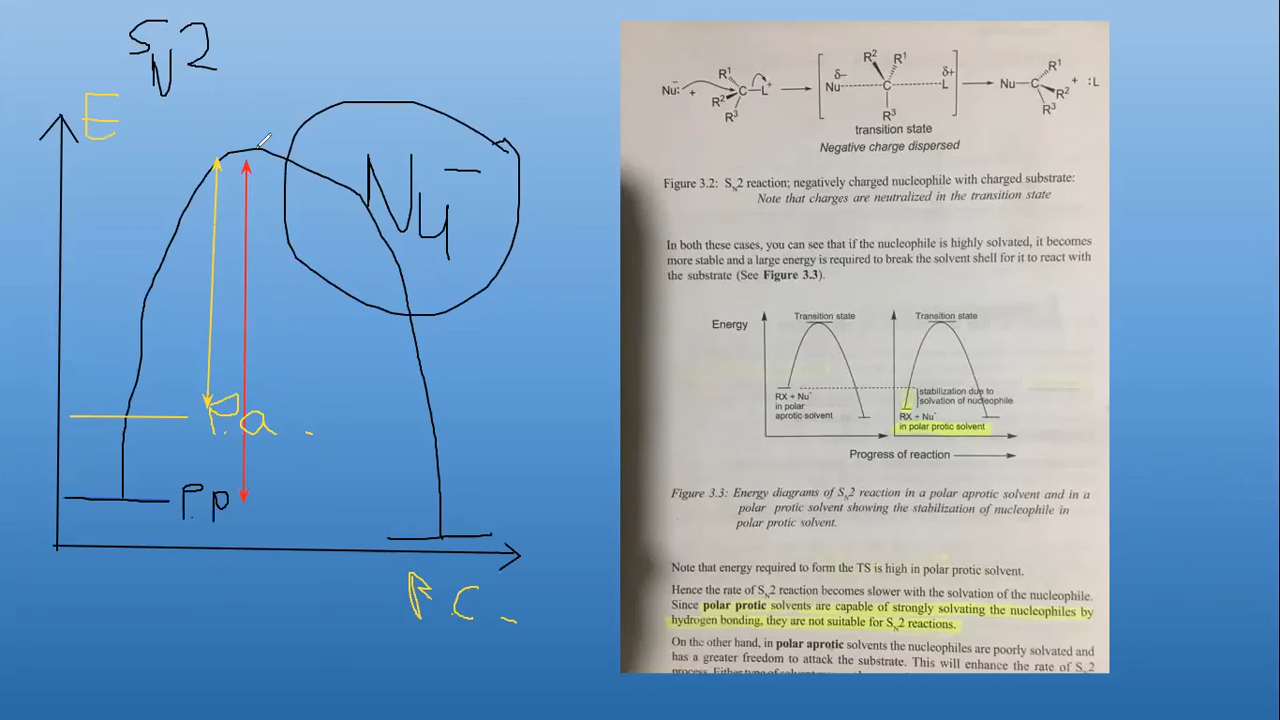 SN2
E
Nu−
P.a.
P.p
R.C.
Nu:− + R1 R2 R3 C—L+ → [ δ− Nu------C------L δ+ R2 R1 R3 ] → Nu—C R1 R2 R3 + :L
transition state
Negative charge dispersed
Figure 3.2: SN2 reaction; negatively charged nucleophile with charged substrate:
Note that charges are neutralized in the transition state
In both these cases, you can see that if the nucleophile is highly solvated, it becomes
more stable and a large energy is required to break the solvent shell for it to react with
the substrate (See Figure 3.3).
Energy
Transition state
RX + Nu−
in polar
aprotic solvent
Transition state
stabilization due to
solvation of nucleophile
RX + Nu−
in polar protic solvent
Progress of reaction
Figure 3.3: Energy diagrams of SN2 reaction in a polar aprotic solvent and in a
polar protic solvent showing the stabilization of nucleophile in
polar protic solvent.
Note that energy required to form the TS is high in polar protic solvent.
Hence the rate of SN2 reaction becomes slower with the solvation of the nucleophile.
Since polar protic solvents are capable of strongly solvating the nucleophiles by
hydrogen bonding, they are not suitable for SN2 reactions.
On the other hand, in polar aprotic solvents the nucleophiles are poorly solvated and
has a greater freedom to attack the substrate. This will enhance the rate of SN2